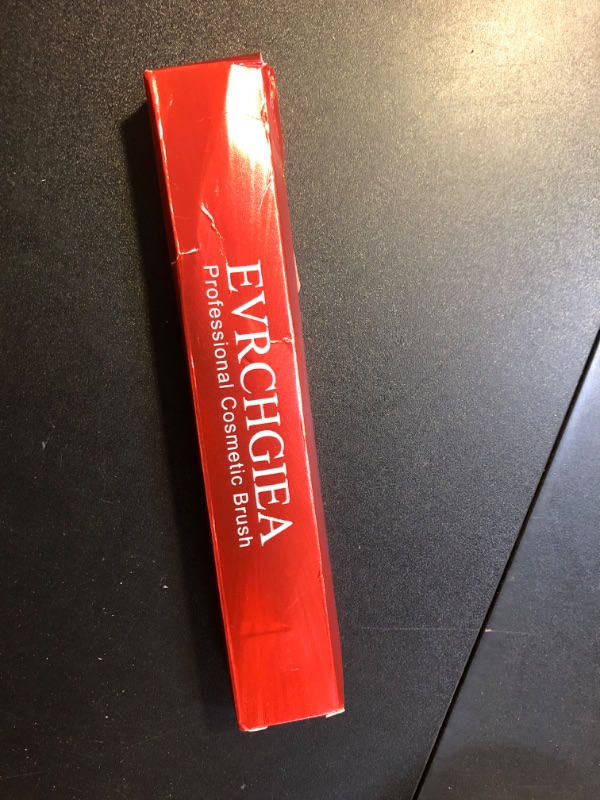 EVRCHGIEA
Professional Cosmetic Brush